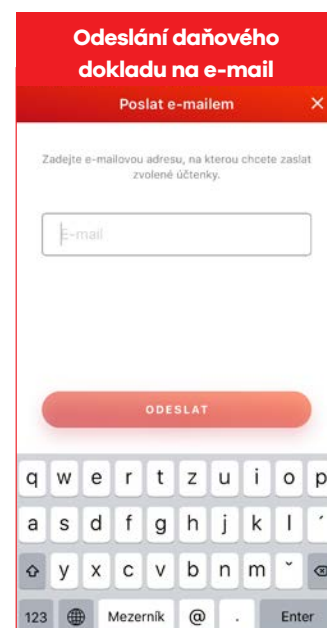 Odeslání daňového
dokladu na e-mail
Poslat e-mailem ×
Zadejte e-mailovou adresu, na kterou chcete zaslat
zvolené účtenky.
E-mail
ODESLAT
q w e r t z u i o p
a s d f g h j k l ´
y x c v b n m ˇ
123 Mezerník @ . Enter